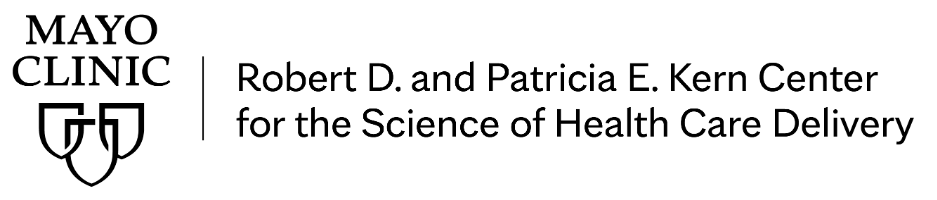 MAYO
CLINIC
Robert D. and Patricia E. Kern Center
for the Science of Health Care Delivery